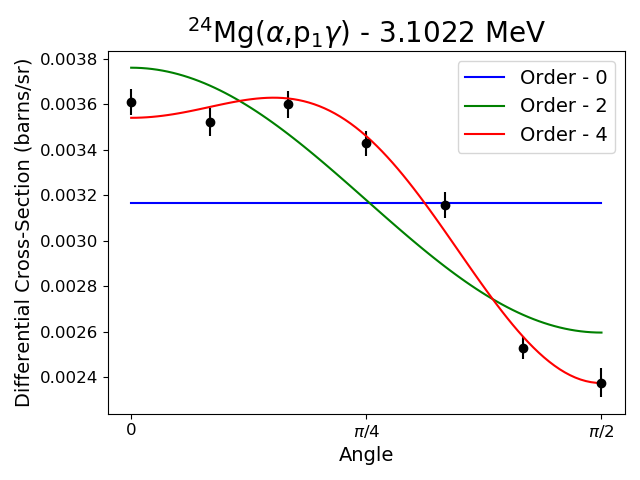 ²⁴Mg(α,p₁γ) - 3.1022 MeV
Differential Cross-Section (barns/sr)
0.0038
0.0036
0.0034
0.0032
0.0030
0.0028
0.0026
0.0024
Order - 0
Order - 2
Order - 4
0
π/4
π/2
Angle